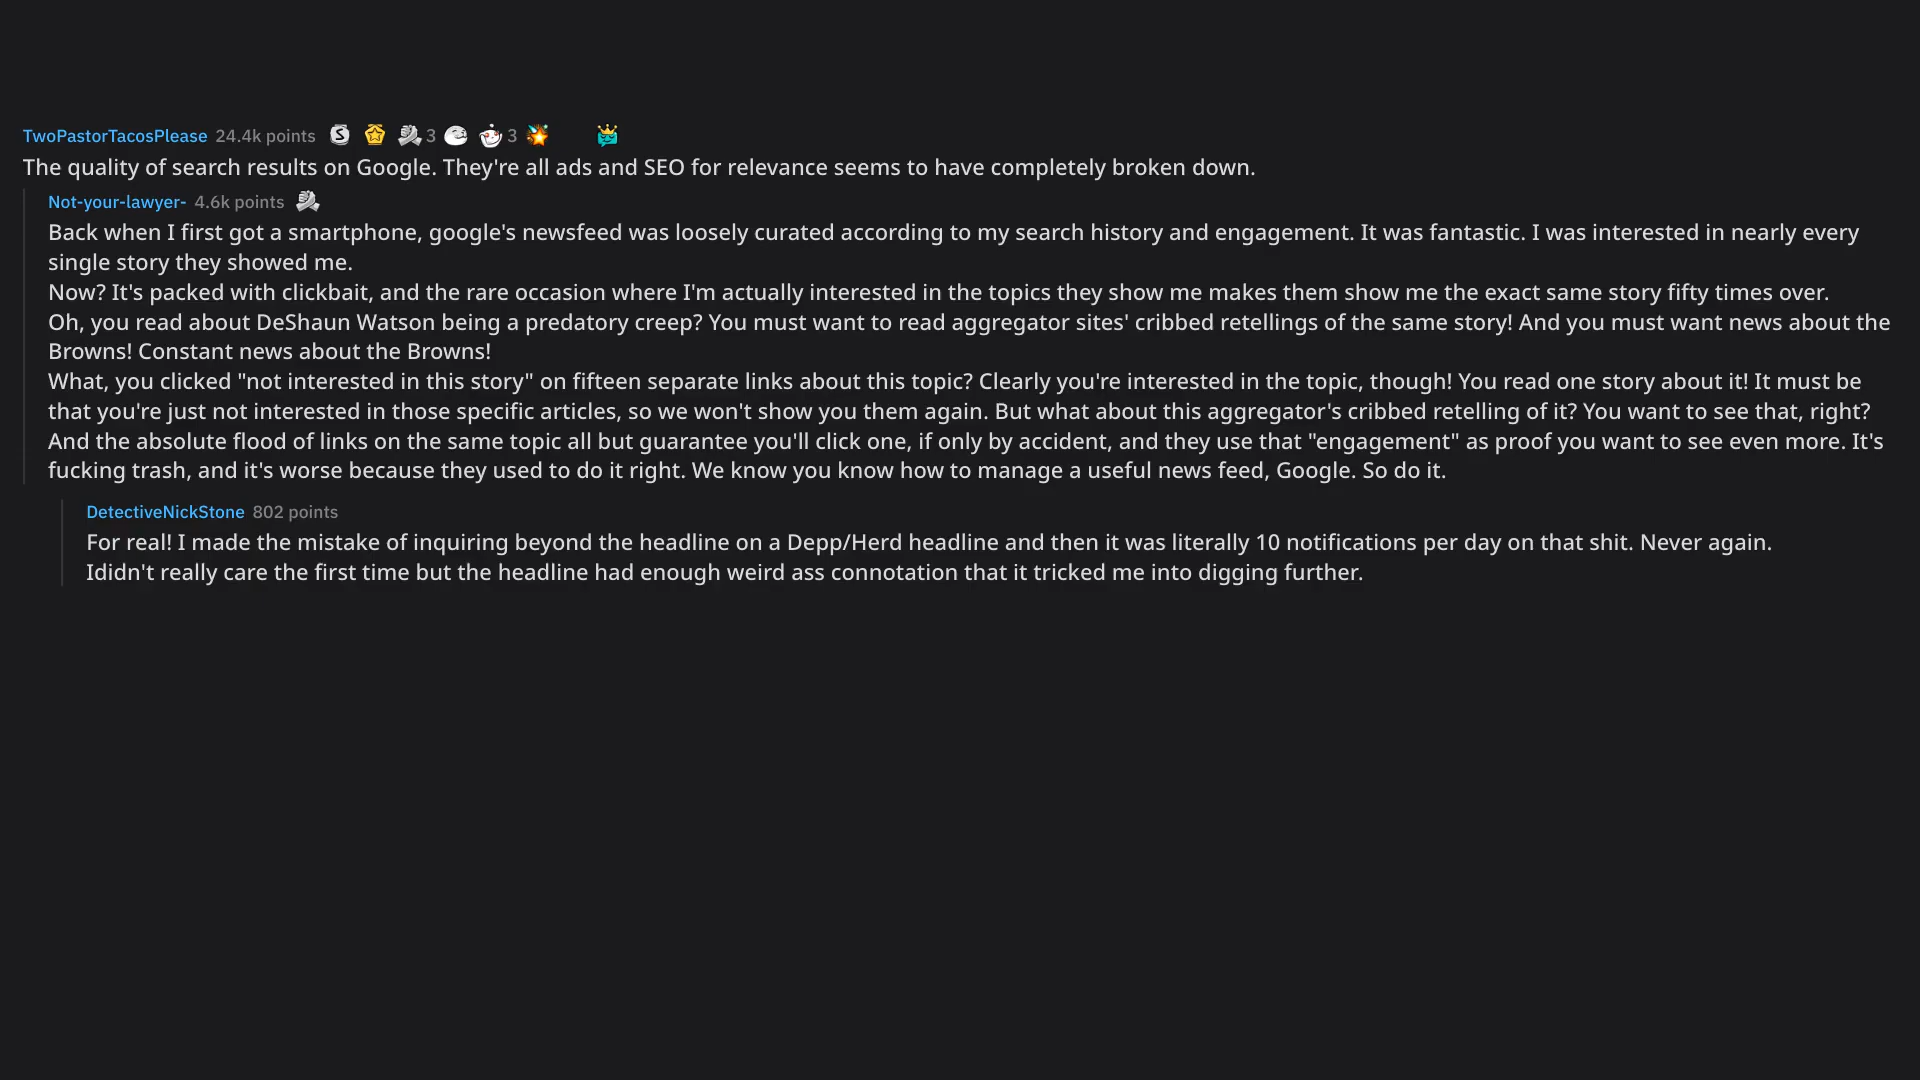 TwoPastorTacosPlease 24.4k points 3 3
The quality of search results on Google. They're all ads and SEO for relevance seems to have completely broken down.
Not-your-lawyer- 4.6k points
Back when I first got a smartphone, google's newsfeed was loosely curated according to my search history and engagement. It was fantastic. I was interested in nearly every
single story they showed me.
Now? It's packed with clickbait, and the rare occasion where I'm actually interested in the topics they show me makes them show me the exact same story fifty times over.
Oh, you read about DeShaun Watson being a predatory creep? You must want to read aggregator sites' cribbed retellings of the same story! And you must want news about the
Browns! Constant news about the Browns!
What, you clicked "not interested in this story" on fifteen separate links about this topic? Clearly you're interested in the topic, though! You read one story about it! It must be
that you're just not interested in those specific articles, so we won't show you them again. But what about this aggregator's cribbed retelling of it? You want to see that, right?
And the absolute flood of links on the same topic all but guarantee you'll click one, if only by accident, and they use that "engagement" as proof you want to see even more. It's
fucking trash, and it's worse because they used to do it right. We know you know how to manage a useful news feed, Google. So do it.
DetectiveNickStone 802 points
For real! I made the mistake of inquiring beyond the headline on a Depp/Herd headline and then it was literally 10 notifications per day on that shit. Never again.
Ididn't really care the first time but the headline had enough weird ass connotation that it tricked me into digging further.